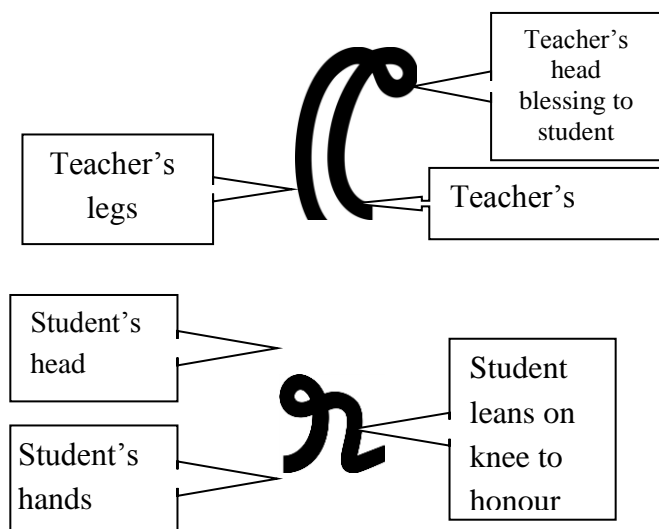 Teacher’s
head
blessing to
student
Teacher’s
legs
Teacher’s
Student’s
head
Student
leans on
knee to
honour
Student’s
hands